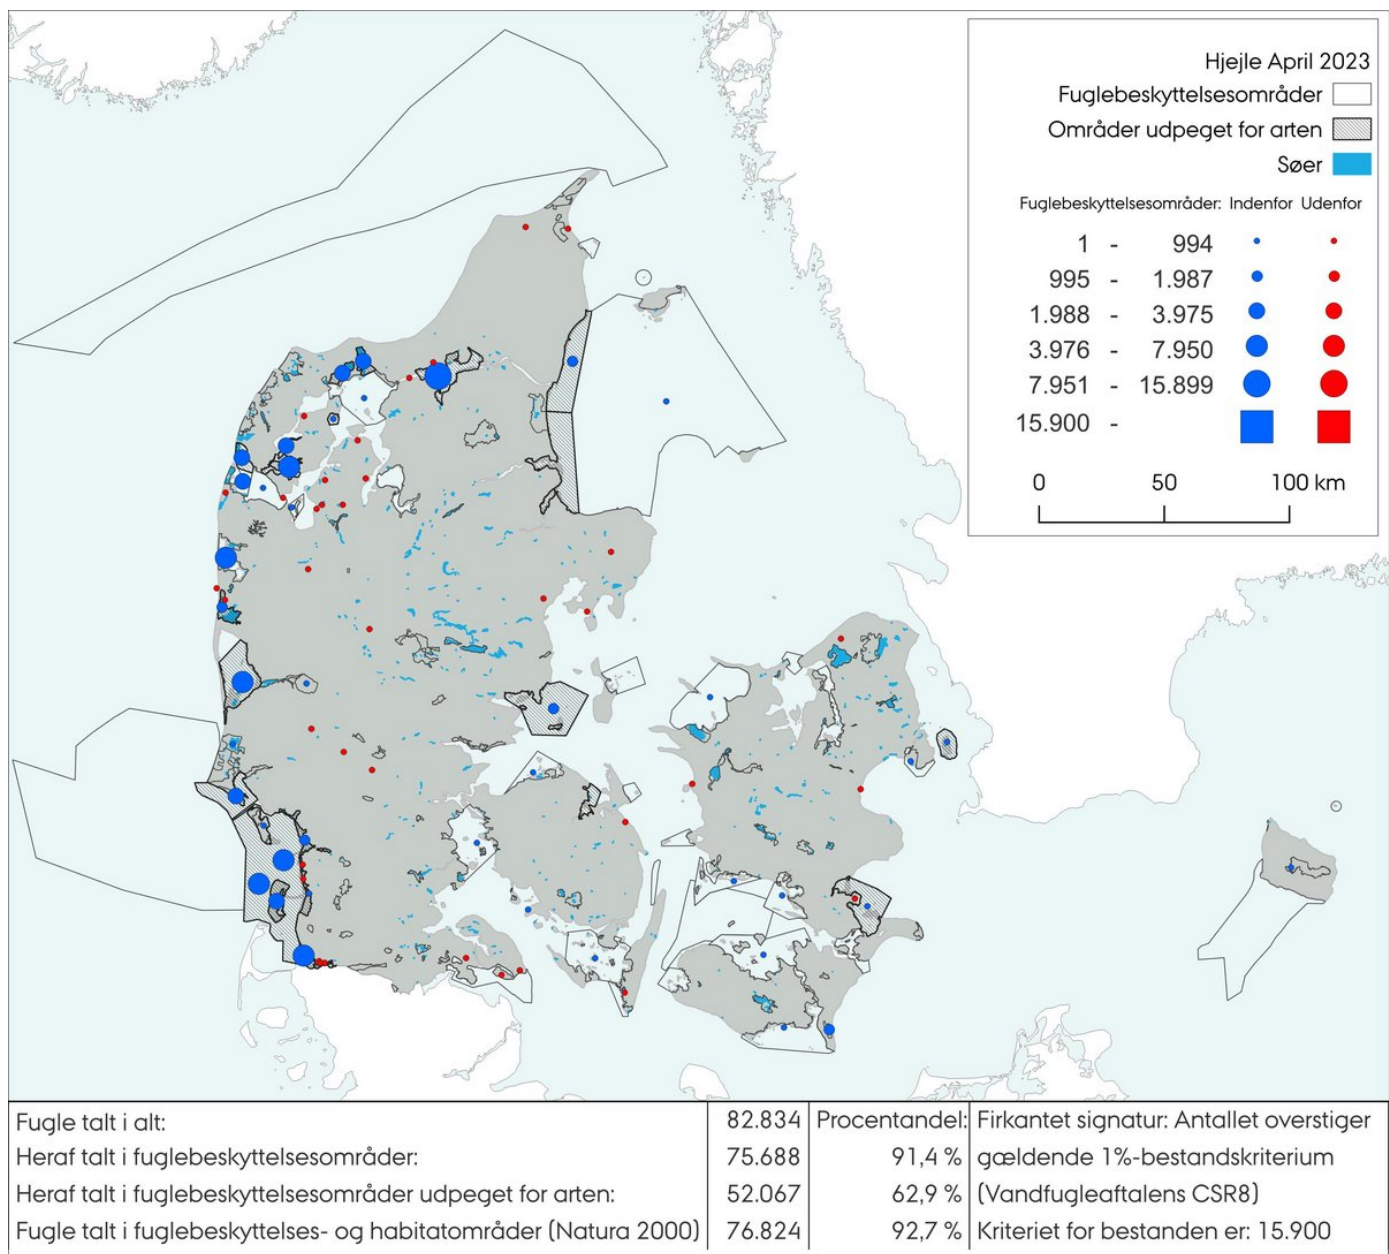 Hjejle April 2023
Fuglebeskyttelsesområder
Områder udpeget for arten
Søer
Fuglebeskyttelsesområder: Indenfor Udenfor
1 - 994
995 - 1.987
1.988 - 3.975
3.976 - 7.950
7.951 - 15.899
15.900 -
0 50 100 km
Fugle talt i alt: 82.834 Procentandel: Firkantet signatur: Antallet overstiger
Heraf talt i fuglebeskyttelsesområder: 75.688 91,4 % gældende 1%-bestandskriterium
Heraf talt i fuglebeskyttelsesområder udpeget for arten: 52.067 62,9 % (Vandfugleaftalens CSR8)
Fugle talt i fuglebeskyttelses- og habitatområder (Natura 2000) 76.824 92,7 % Kriteriet for bestanden er: 15.900